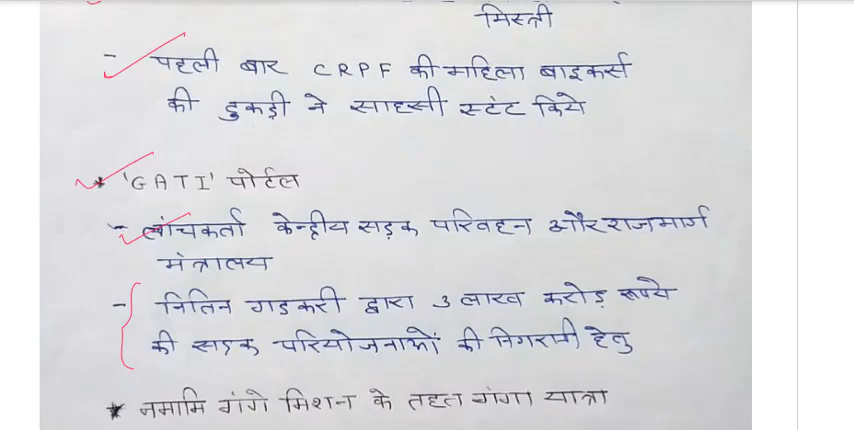 मिस्त्री
- पहली बार CRPF की महिला बाइकर्स
की टुकड़ी ने साहसी स्टंट किये
* 'GATI' पोर्टल
- लांचकर्ता केन्द्रीय सड़क परिवहन और राजमार्ग
मंत्रालय
- नितिन गडकरी द्वारा 3 लाख करोड़ रूपये
की सड़क परियोजनाओं की निगरानी हेतु
* नमामि गंगे मिशन के तहत गंगा यात्रा